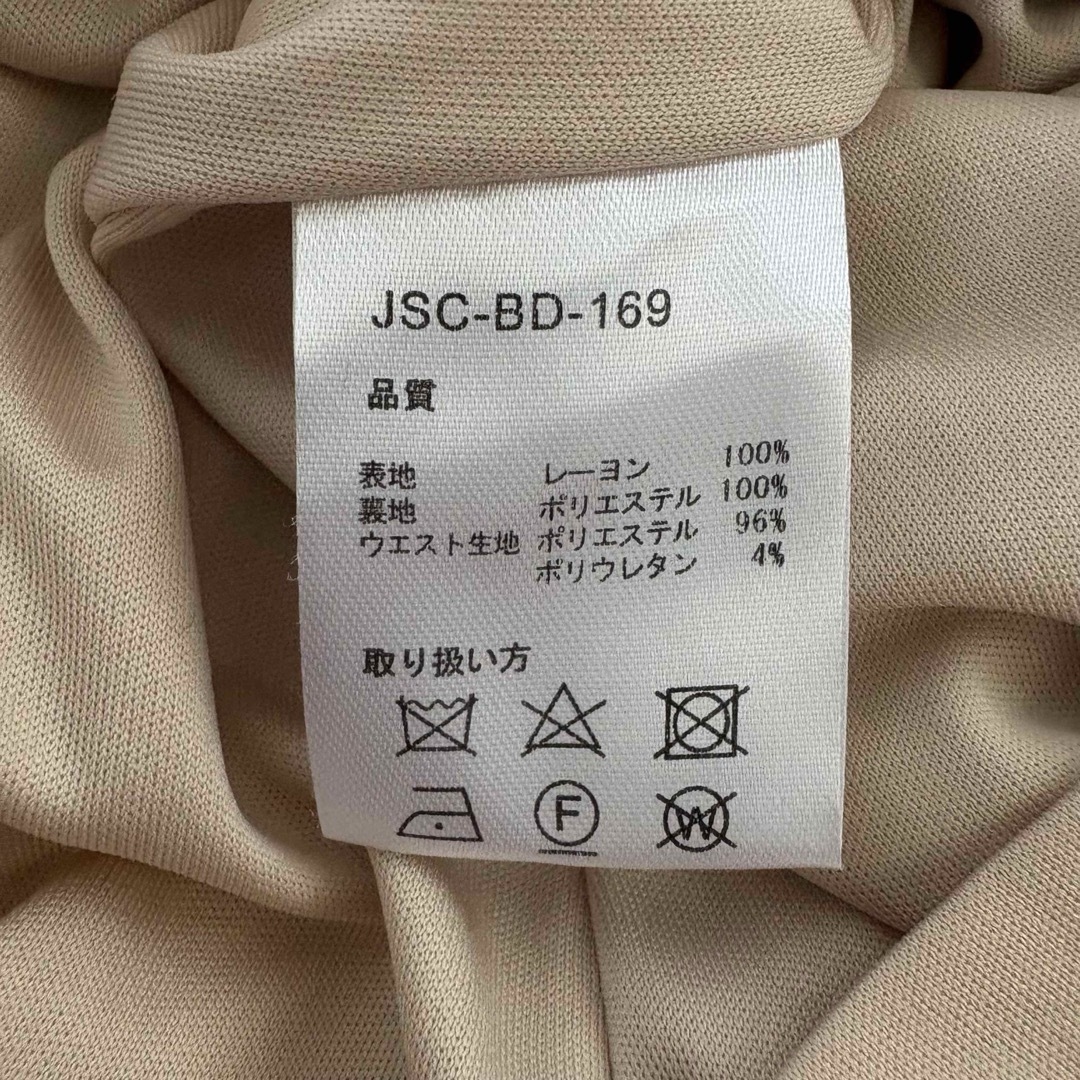 JSC-BD-169
品質
表地 レーヨン 100%
裏地 ポリエステル 100%
ウエスト生地 ポリエステル 96%
ポリウレタン 4%
取り扱い方
F W